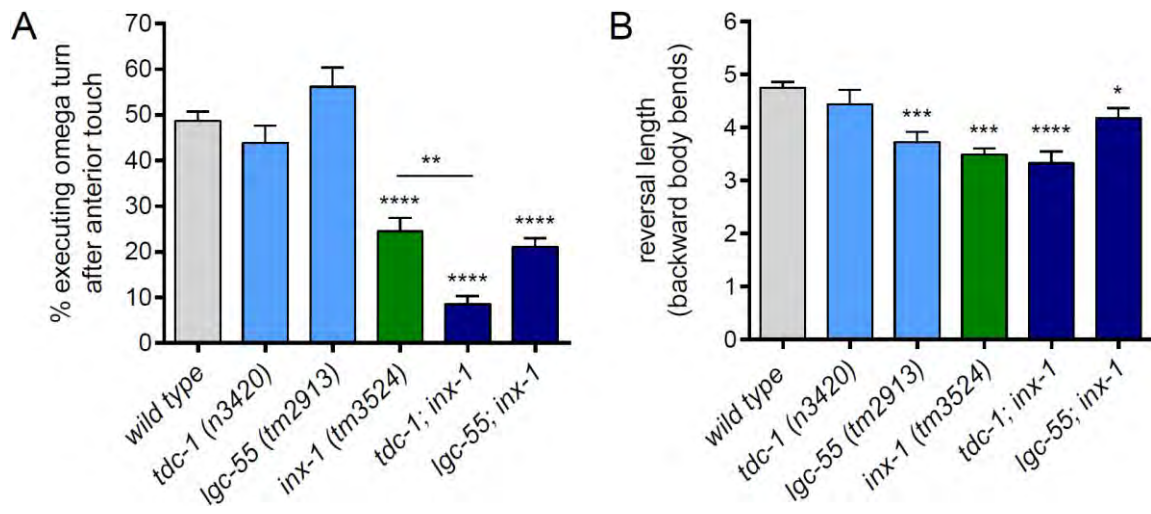 A
% executing omega turn
after anterior touch
70
60
50
40
30
20
10
0
**
****
****
****
wild type
tdc-1 (n3420)
lgc-55 (tm2913)
inx-1 (tm3524)
tdc-1; inx-1
lgc-55; inx-1
B
reversal length
(backward body bends)
6
5
4
3
2
1
0
***
***
****
*
wild type
tdc-1 (n3420)
lgc-55 (tm2913)
inx-1 (tm3524)
tdc-1; inx-1
lgc-55; inx-1